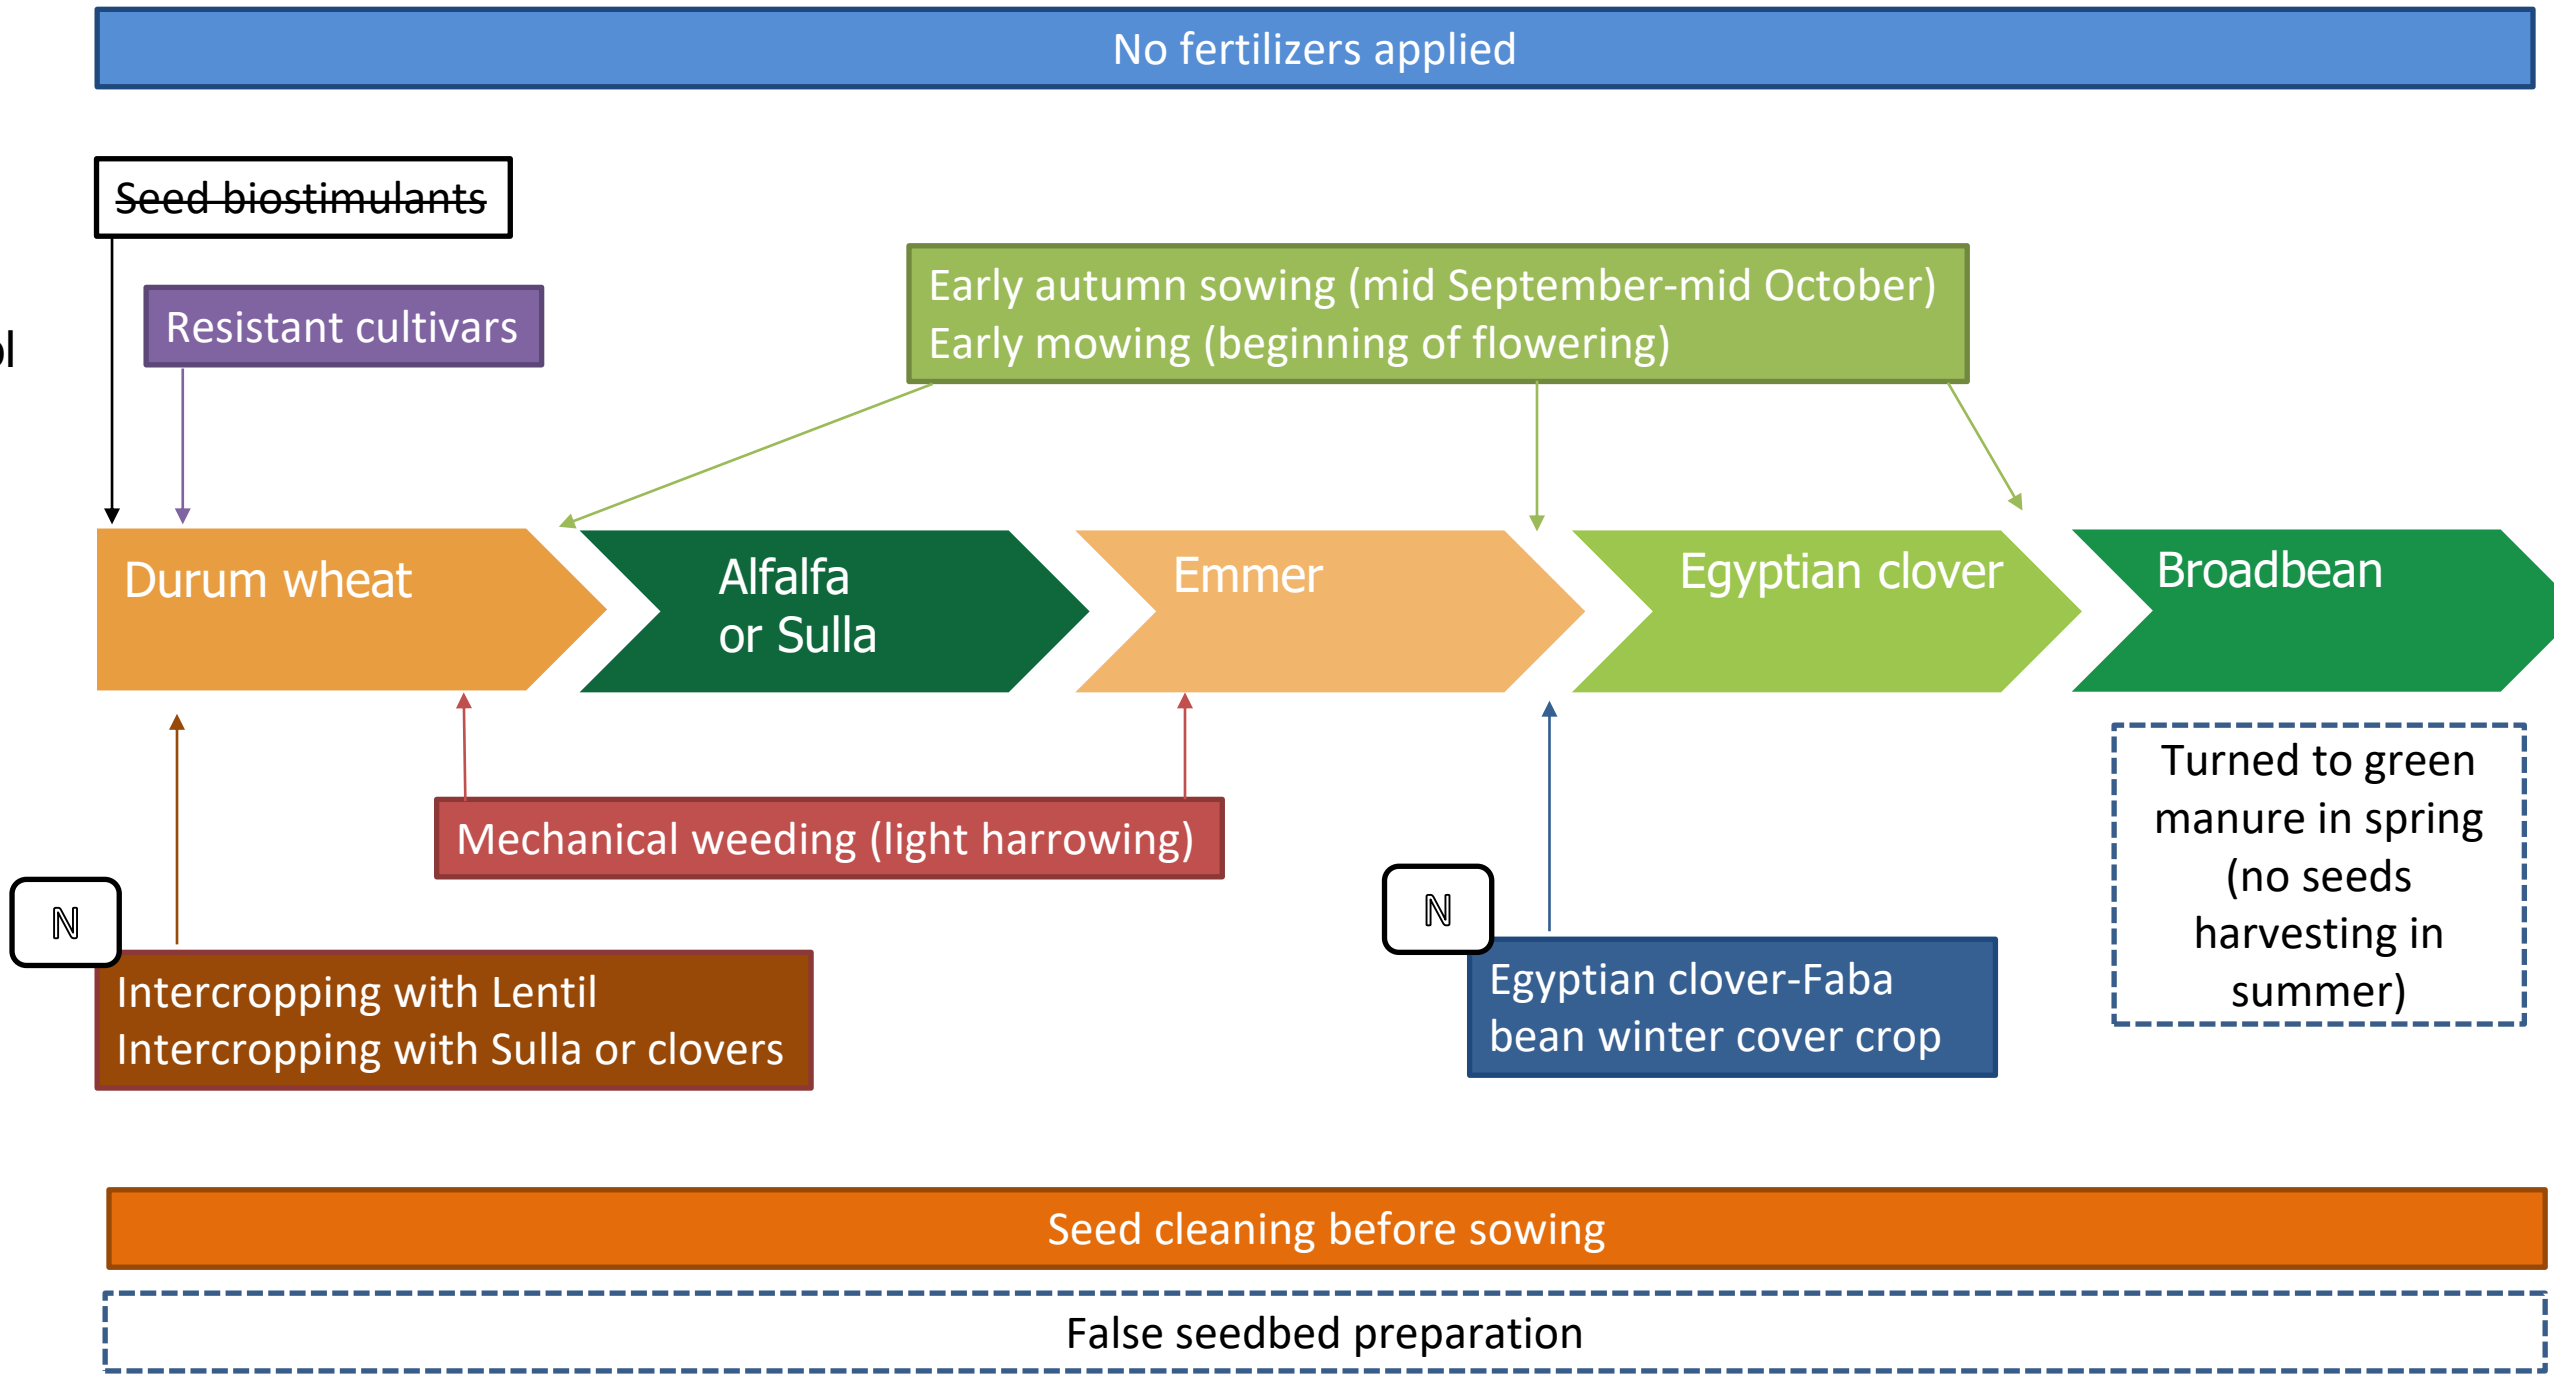 No fertilizers applied
Seed biostimulants
Resistant cultivars
ol
Early autumn sowing (mid September-mid October)
Early mowing (beginning of flowering)
Durum wheat
Alfalfa
or Sulla
Emmer
Egyptian clover
Broadbean
Mechanical weeding (light harrowing)
Turned to green
manure in spring
(no seeds
harvesting in
summer)
ℕ
Intercropping with Lentil
Intercropping with Sulla or clovers
ℕ
Egyptian clover-Faba
bean winter cover crop
Seed cleaning before sowing
False seedbed preparation